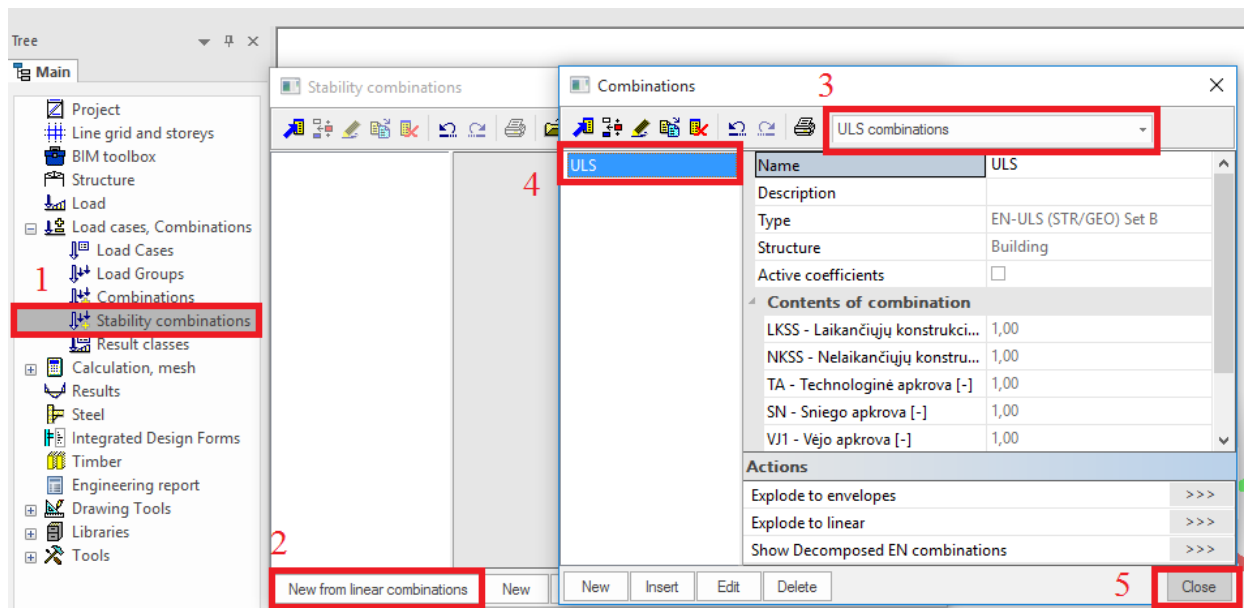 Tree
Main
Project
Line grid and storeys
BIM toolbox
Structure
Load
Load cases, Combinations
Load Cases
Load Groups
1
Combinations
Stability combinations
Result classes
Calculation, mesh
Results
Steel
Integrated Design Forms
Timber
Engineering report
Drawing Tools
Libraries
Tools
Stability combinations
2
New from linear combinations
New
Combinations
3
ULS combinations
4
ULS
Name ULS
Description
Type EN-ULS (STR/GEO) Set B
Structure Building
Active coefficients
Contents of combination
LKSS - Laikančiųjų konstrukci... 1,00
NKSS - Nelaikančiųjų konstru... 1,00
TA - Technologinė apkrova [-] 1,00
SN - Sniego apkrova [-] 1,00
VJ1 - Vėjo apkrova [-] 1,00
Actions
Explode to envelopes >>>
Explode to linear >>>
Show Decomposed EN combinations >>>
New Insert Edit Delete 5 Close